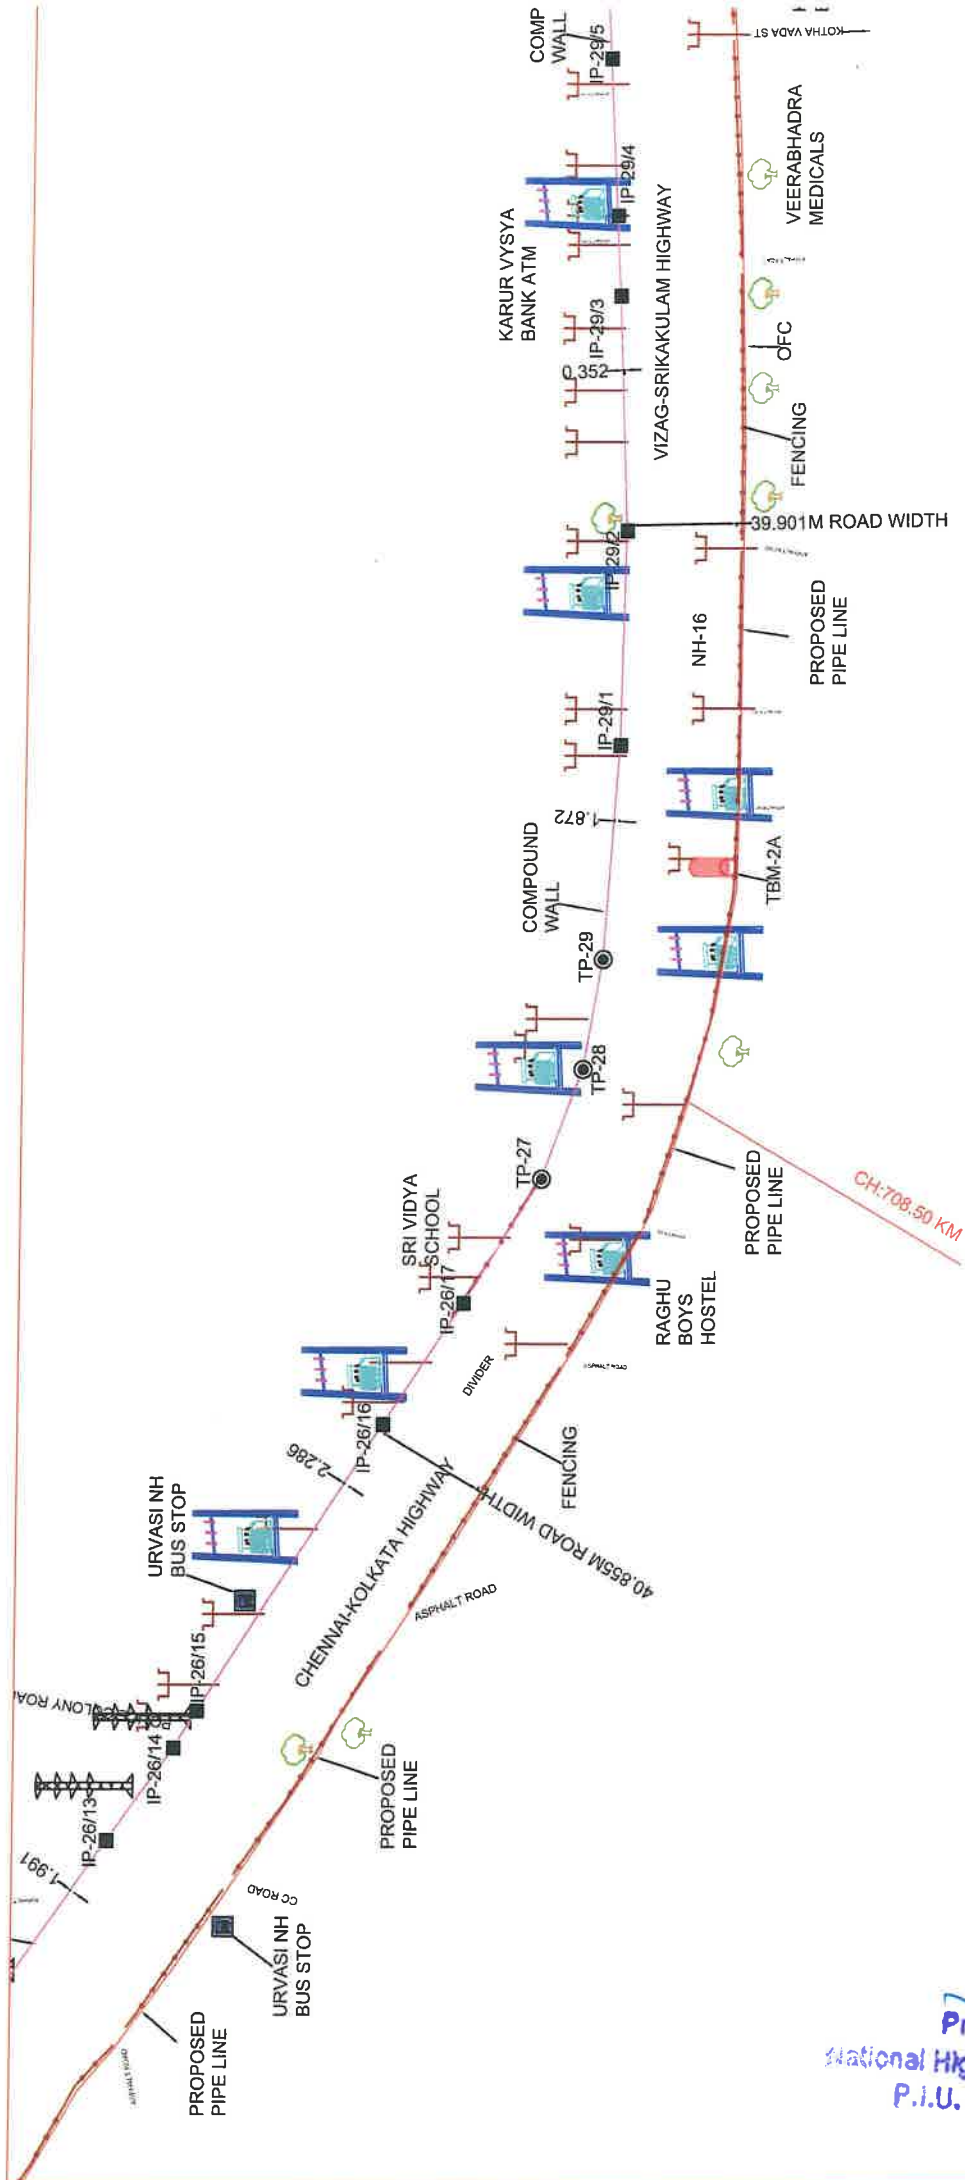 COMP
WALL
IP-29/5
KOTHA VADA ST
IP-29/4
VEERABHADRA
MEDICALS
KARUR VYSYA
BANK ATM
IP-29/3
0.352
VIZAG-SRIKAKULAM HIGHWAY
OFC
FENCING
39.901M ROAD WIDTH
IP-29/2
NH-16
PROPOSED
PIPE LINE
IP-29/1
1.872
COMPOUND
WALL
TBM-2A
TP-29
TP-28
TP-27
PROPOSED
PIPE LINE
CH:708.50 KM
SRI VIDYA
SCHOOL
IP-26/17
RAGHU
BOYS
HOSTEL
DIVIDER
ASPHALT ROAD
IP-26/16
2.286
FENCING
URVASI NH
BUS STOP
CHENNAI-KOLKATA HIGHWAY
40.855M ROAD WIDTH
ASPHALT ROAD
IP-26/15
IP-26/14
IP-26/13
1.991
PROPOSED
PIPE LINE
CC ROAD
URVASI NH
BUS STOP
PROPOSED
PIPE LINE
ASPHALT ROAD
National
P.I.U.